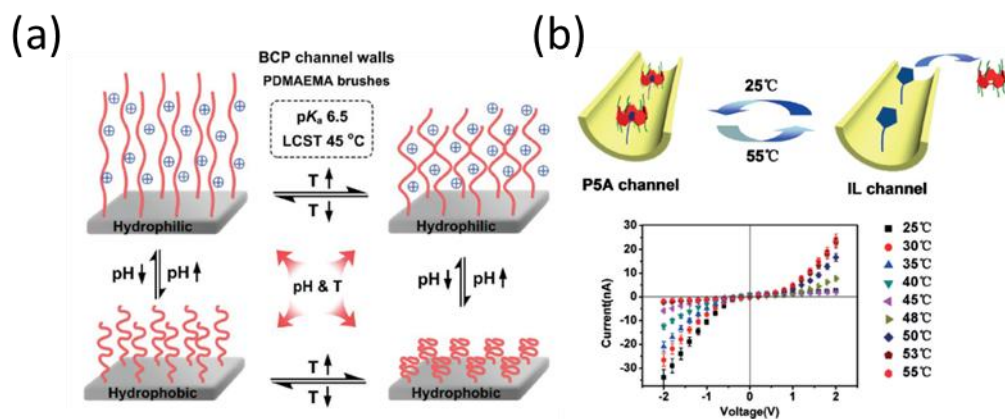 (a)
BCP channel walls
PDMAEMA brushes
pKa 6.5
LCST 45 °C
T ↑
T ↓
Hydrophilic
Hydrophilic
pH ↓ pH ↑
pH & T
pH ↓ pH ↑
T ↑
T ↓
Hydrophobic
Hydrophobic
(b)
25℃
55℃
P5A channel
IL channel
Current(nA)
30
20
10
0
-10
-20
-30
-2 -1 0 1 2
Voltage(V)
25℃
30℃
35℃
40℃
45℃
48℃
50℃
53℃
55℃